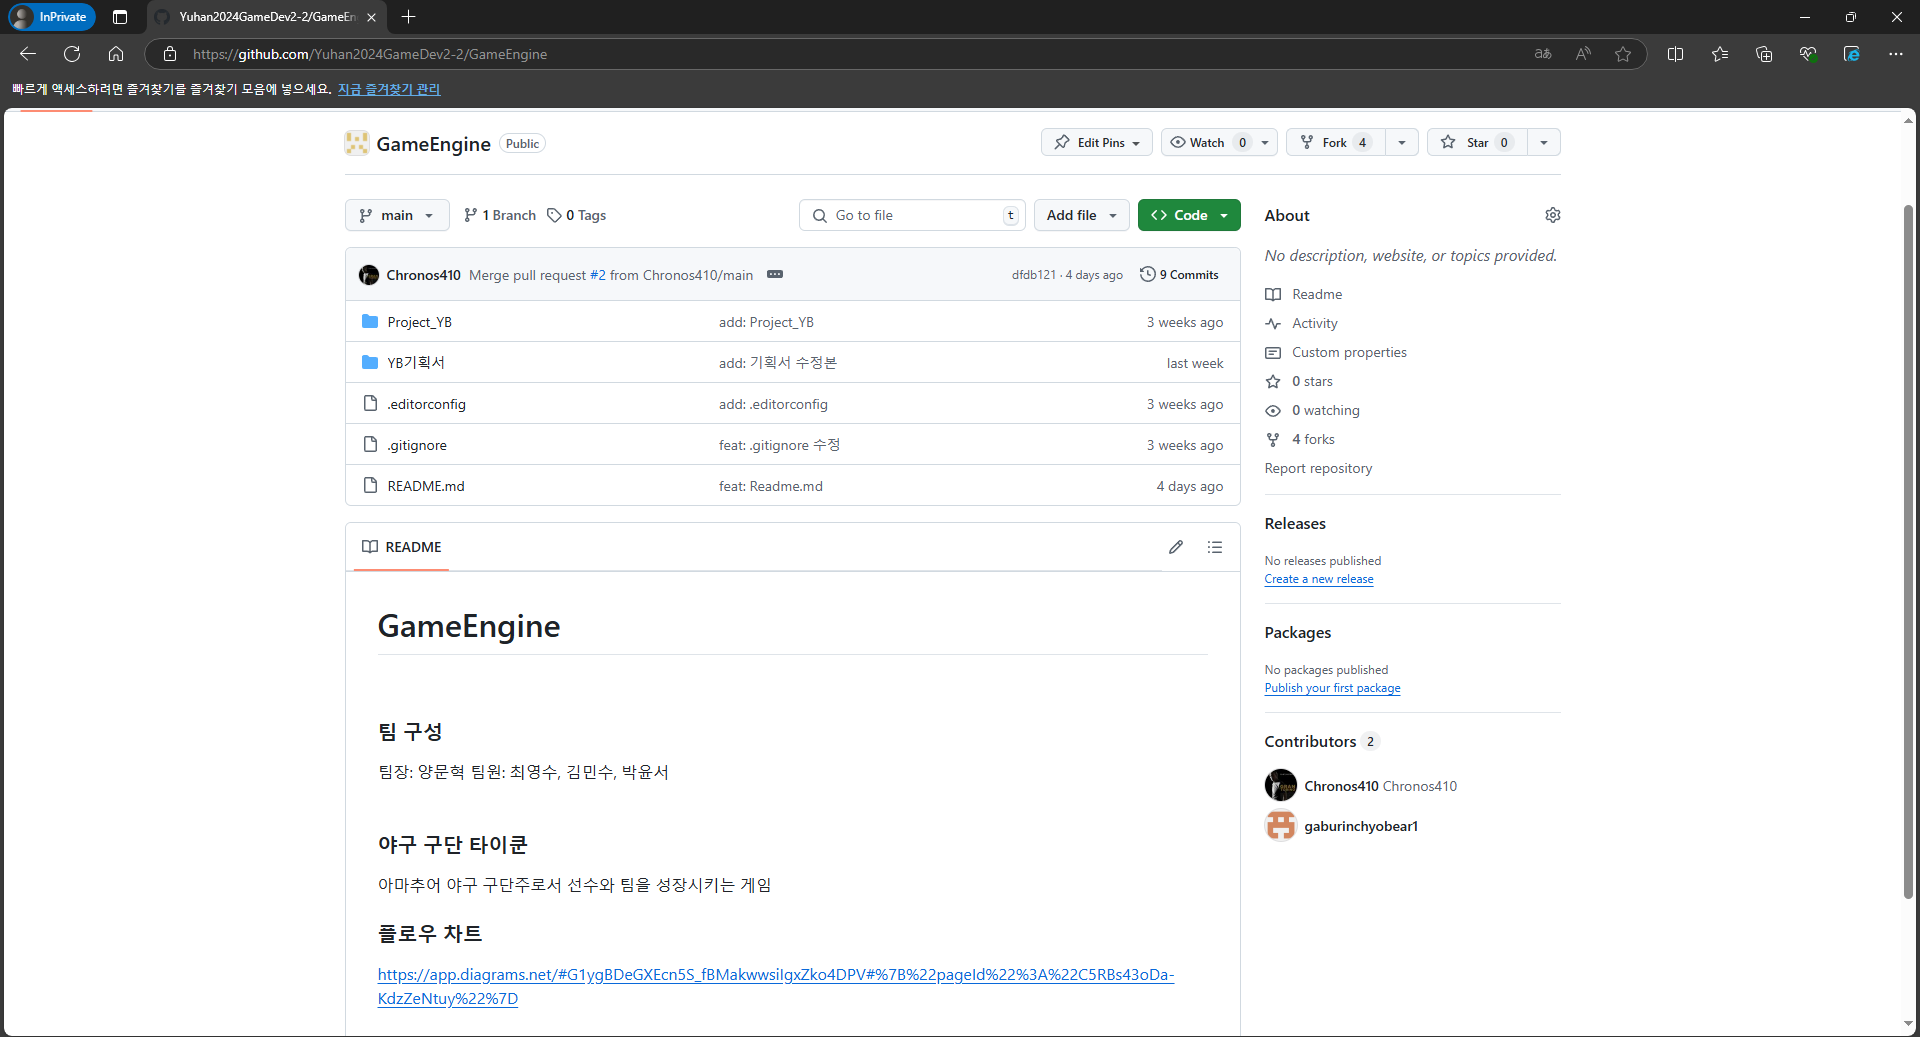 InPrivate
Yuhan2024GameDev2-2/GameEn
https://github.com/Yuhan2024GameDev2-2/GameEngine
빠르게 액세스하려면 즐겨찾기를 즐겨찾기 모음에 넣으세요. 지금 즐겨찾기 관리
GameEngine Public
Edit Pins Watch 0 Fork 4 Star 0
main 1 Branch 0 Tags
Go to file t Add file Code
Chronos410 Merge pull request #2 from Chronos410/main dfdb121 · 4 days ago 9 Commits
Project_YB add: Project_YB 3 weeks ago
YB기획서 add: 기획서 수정본 last week
.editorconfig add: .editorconfig 3 weeks ago
.gitignore feat: .gitignore 수정 3 weeks ago
README.md feat: Readme.md 4 days ago
README
GameEngine
팀 구성
팀장: 양문혁 팀원: 최영수, 김민수, 박윤서
야구 구단 타이쿤
아마추어 야구 구단주로서 선수와 팀을 성장시키는 게임
플로우 차트
https://app.diagrams.net/#G1ygBDeGXEcn5S_fBMakwwsiIgxZko4DPV#%7B%22pageId%22%3A%22C5RBs43oDa-
KdzZeNtuy%22%7D
About
No description, website, or topics provided.
Readme
Activity
Custom properties
0 stars
0 watching
4 forks
Report repository
Releases
No releases published
Create a new release
Packages
No packages published
Publish your first package
Contributors 2
Chronos410 Chronos410
gaburinchyobear1